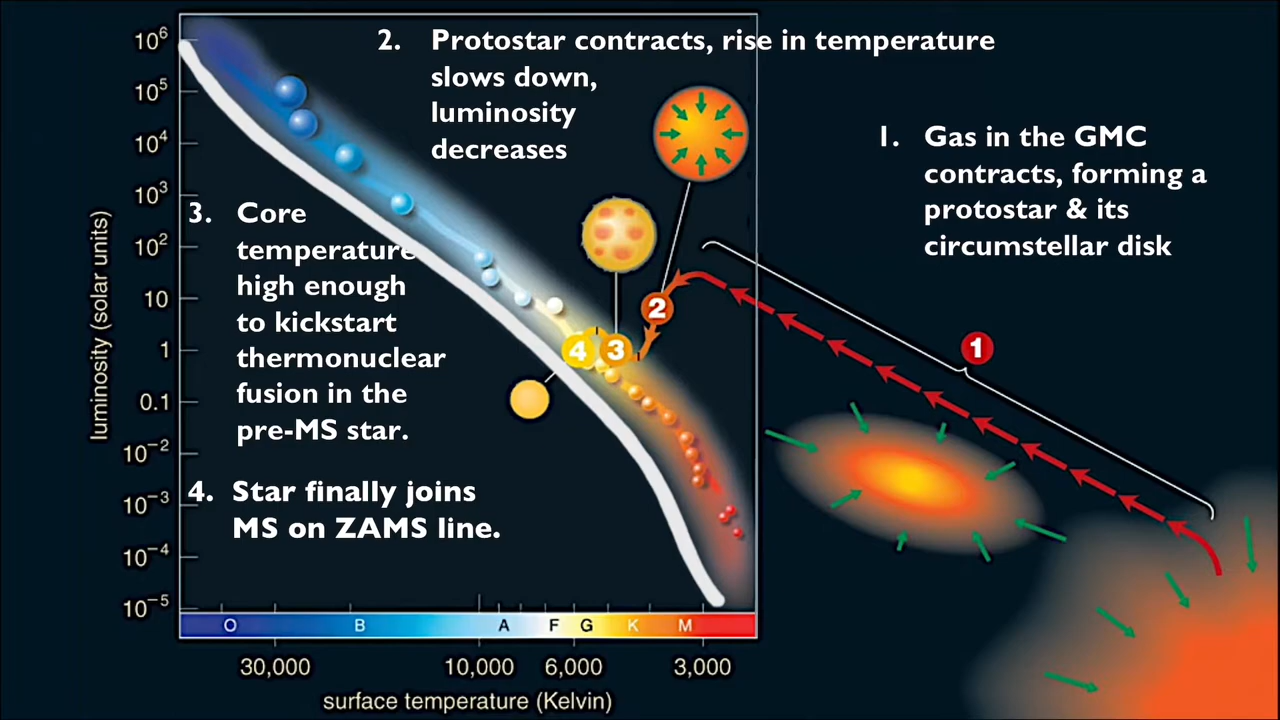 2. Protostar contracts, rise in temperature
slows down,
luminosity
decreases
1. Gas in the GMC
contracts, forming a
protostar & its
circumstellar disk
3. Core
temperature
high enough
to kickstart
thermonuclear
fusion in the
pre-MS star.
4. Star finally joins
MS on ZAMS line.
luminosity (solar units)
10⁶
10⁵
10⁴
10³
10²
10
1
0.1
10⁻²
10⁻³
10⁻⁴
10⁻⁵
2
4 3
1
O B A F G K M
30,000 10,000 6,000 3,000
surface temperature (Kelvin)